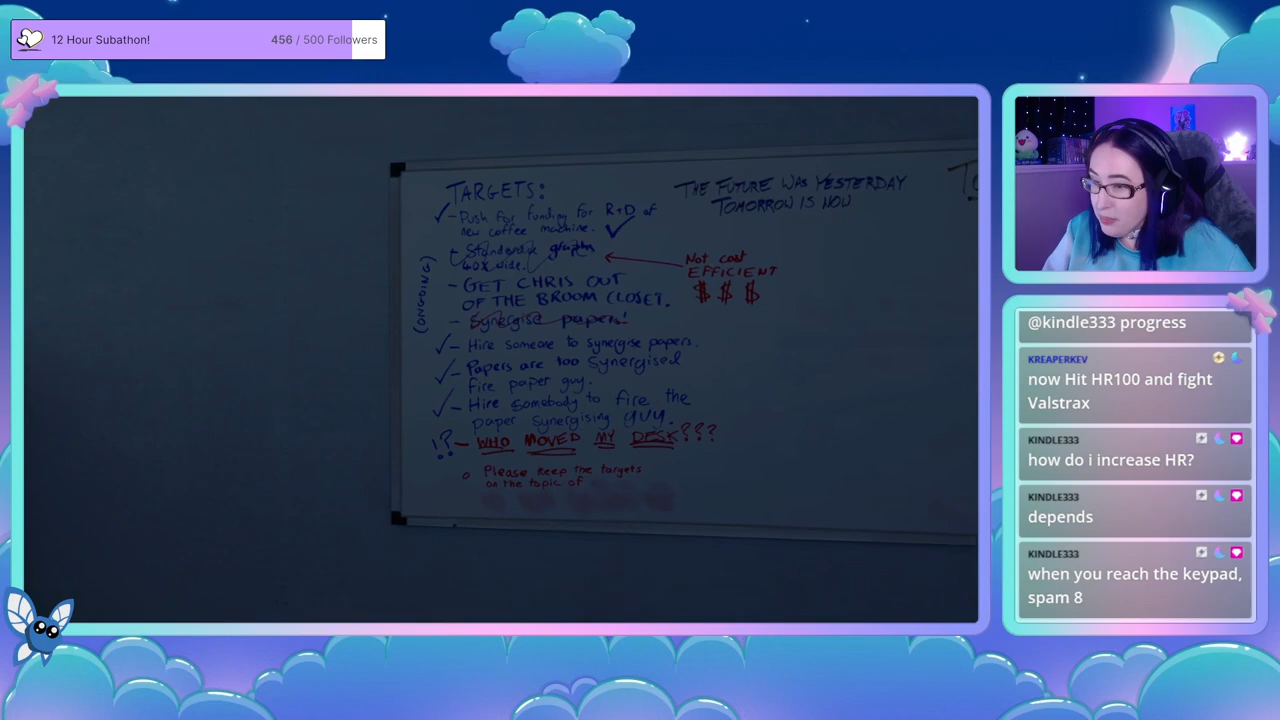 12 Hour Subathon!
456 / 500 Followers
TARGETS:
- Push for funding for R+D of
new coffee machine.
- Standardize
40x slide.
(ONGOING)
- GET CHRIS OUT
OF THE BROOM CLOSET.
- Synergise papers!
- Hire someone to synergise papers.
- Papers are too synergised
Fire paper guy.
- Hire somebody to fire the
paper synergising guy.
!? - WHO MOVED MY DESK???
o Please keep the targets
on the topic of
THE FUTURE WAS YESTERDAY
TOMORROW IS NOW
Not cost
EFFICIENT
$ $ $
@kindle333 progress
KREAPERKEV
now Hit HR100 and fight
Valstrax
KINDLE333
how do i increase HR?
KINDLE333
depends
KINDLE333
when you reach the keypad,
spam 8